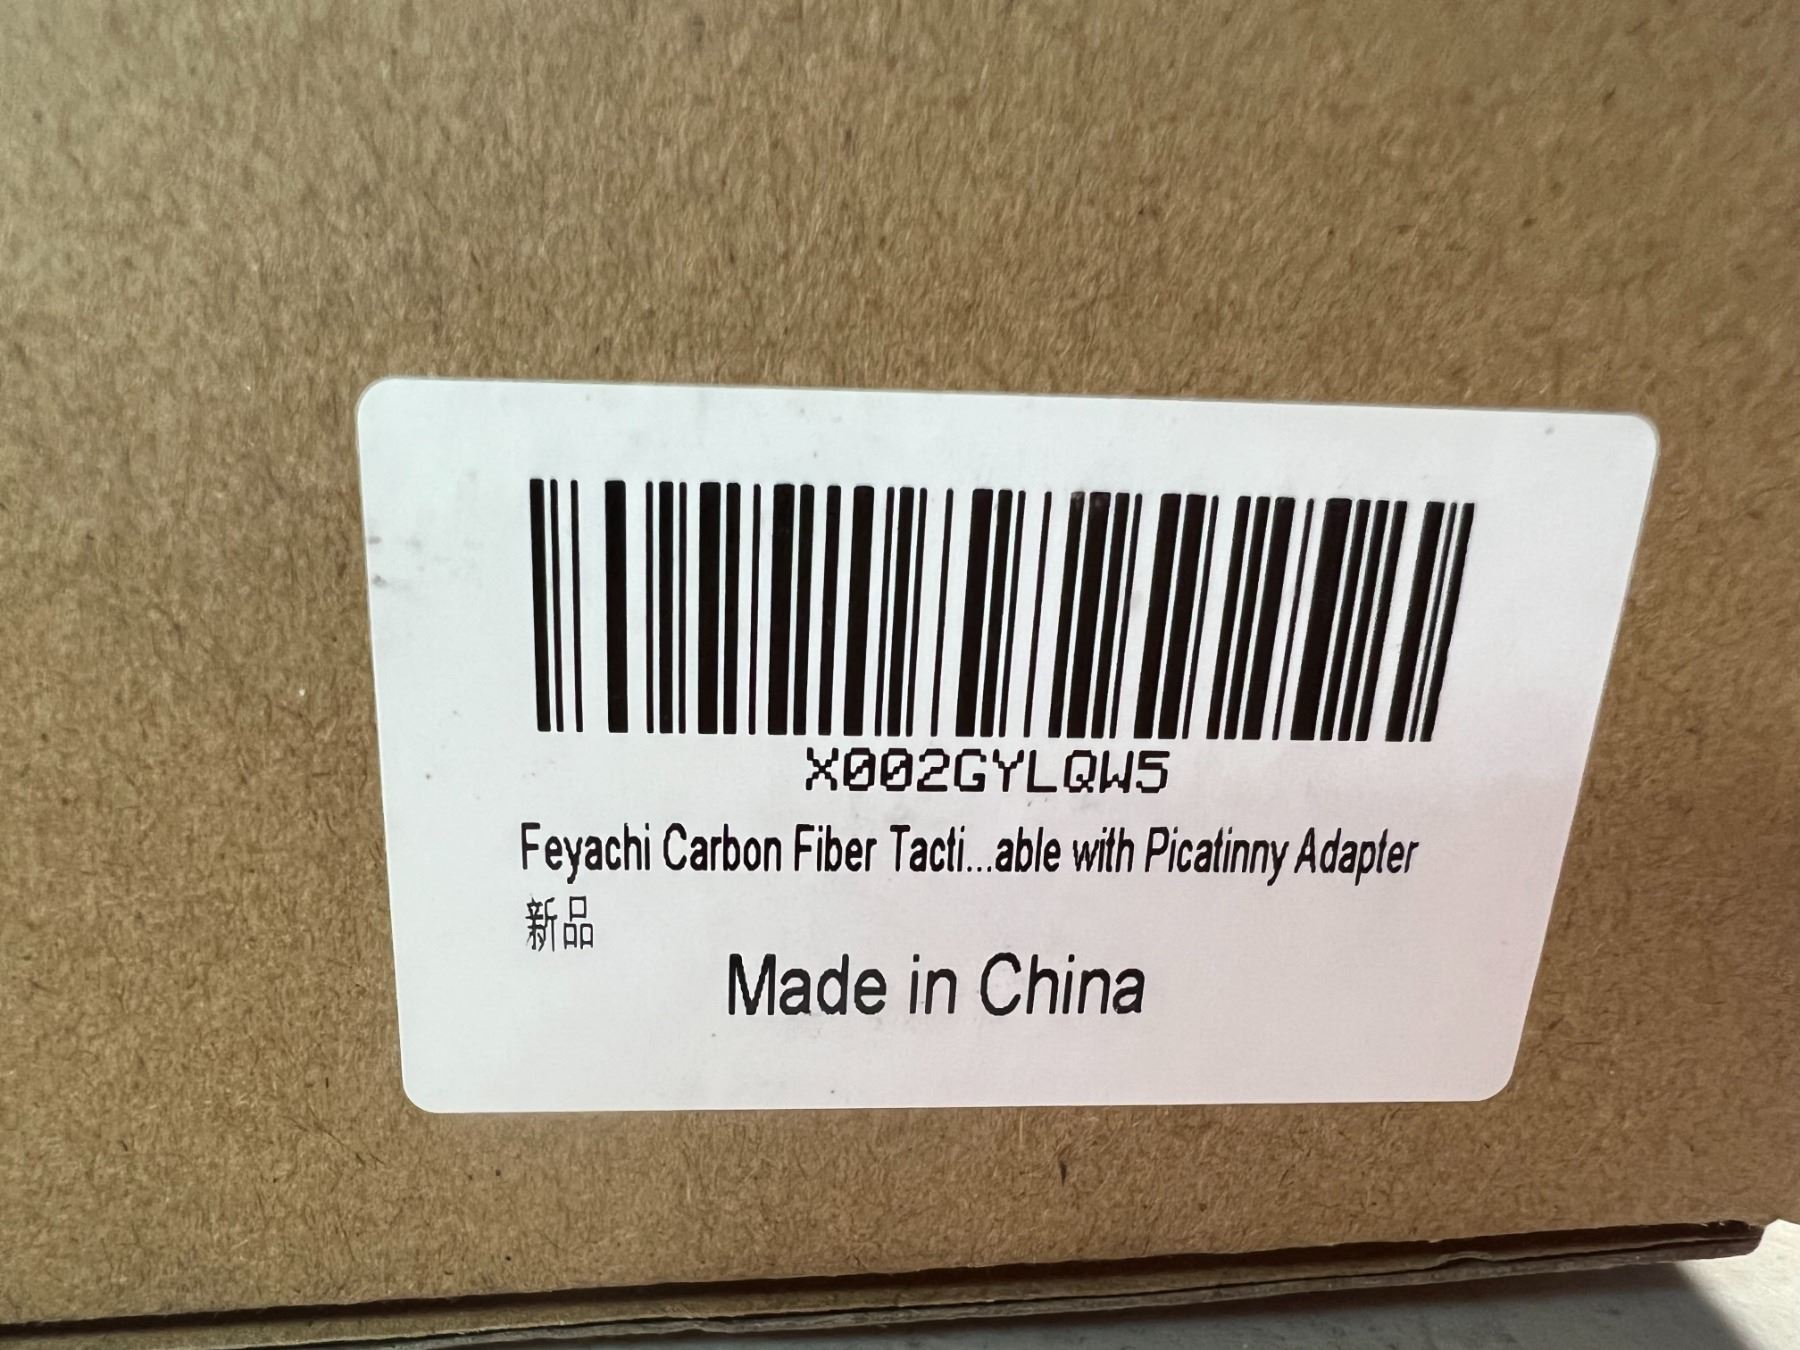 X002GYLQW5
Feyachi Carbon Fiber Tacti...able with Picatinny Adapter
新品
Made in China